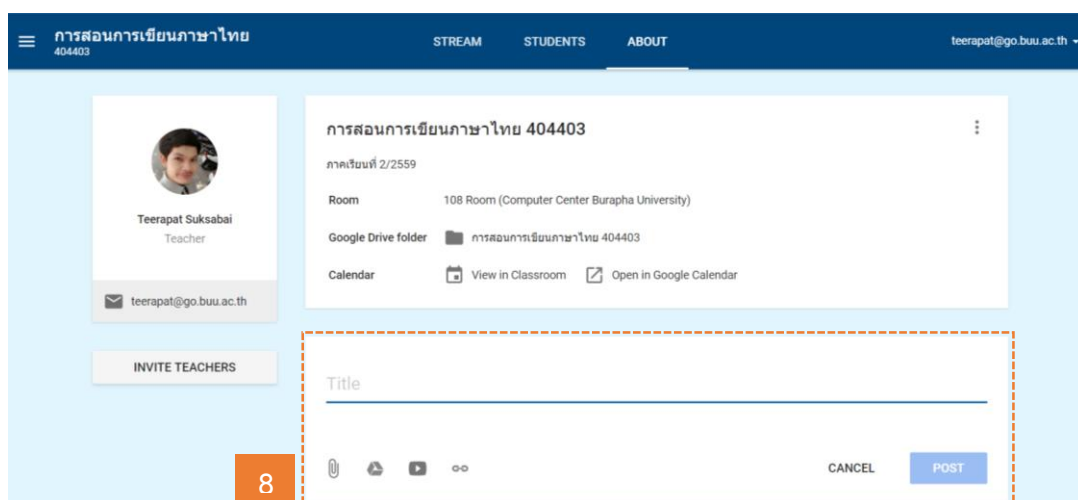 การสอนการเขียนภาษาไทย
404403
STREAM STUDENTS ABOUT
teerapat@go.buu.ac.th
Teerapat Suksabai
Teacher
teerapat@go.buu.ac.th
INVITE TEACHERS
การสอนการเขียนภาษาไทย 404403
ภาคเรียนที่ 2/2559
Room 108 Room (Computer Center Burapha University)
Google Drive folder การสอนการเขียนภาษาไทย 404403
Calendar View in Classroom Open in Google Calendar
Title
CANCEL POST
8